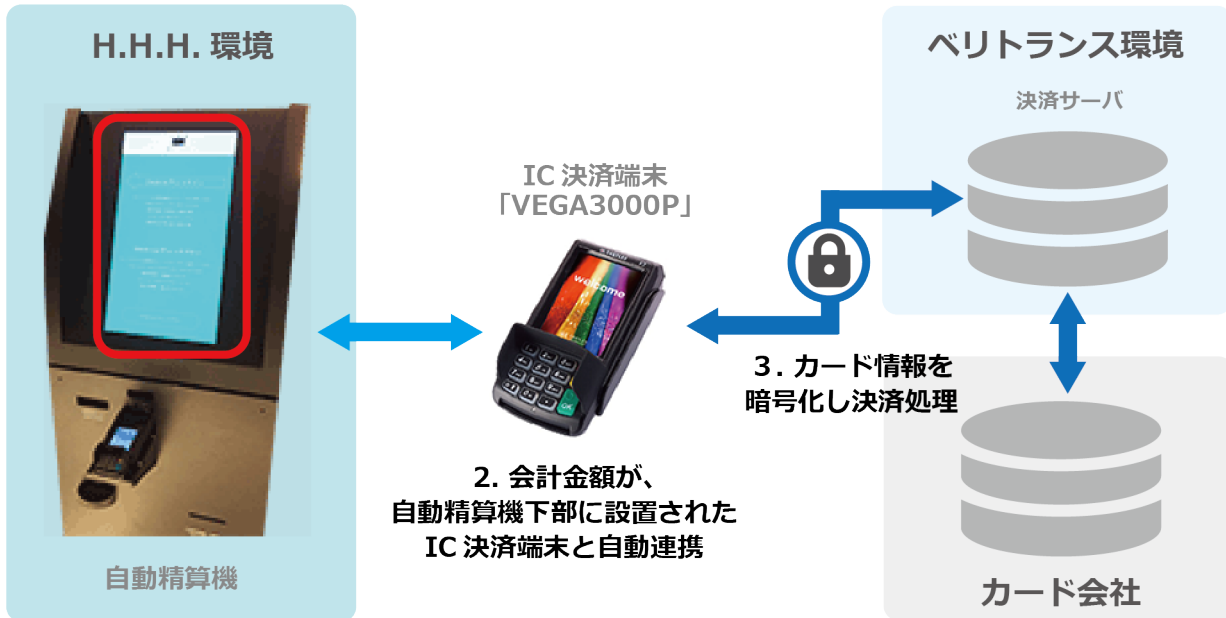 H.H.H. 環境
自動精算機
IC 決済端末
「VEGA3000P」
welcome
OK
2. 会計金額が、
自動精算機下部に設置された
IC 決済端末と自動連携
3. カード情報を
暗号化し決済処理
ベリトランス環境
決済サーバ
カード会社